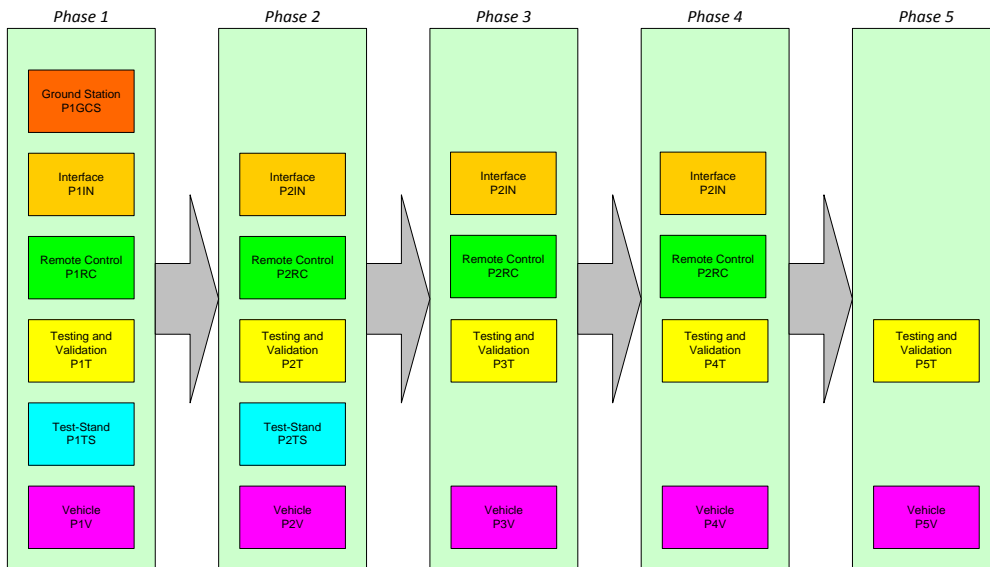 Phase 1
Ground Station
P1GCS
Interface
P1IN
Remote Control
P1RC
Testing and
Validation
P1T
Test-Stand
P1TS
Vehicle
P1V
Phase 2
Interface
P2IN
Remote Control
P2RC
Testing and
Validation
P2T
Test-Stand
P2TS
Vehicle
P2V
Phase 3
Interface
P2IN
Remote Control
P2RC
Testing and
Validation
P3T
Vehicle
P3V
Phase 4
Interface
P2IN
Remote Control
P2RC
Testing and
Validation
P4T
Vehicle
P4V
Phase 5
Testing and
Validation
P5T
Vehicle
P5V